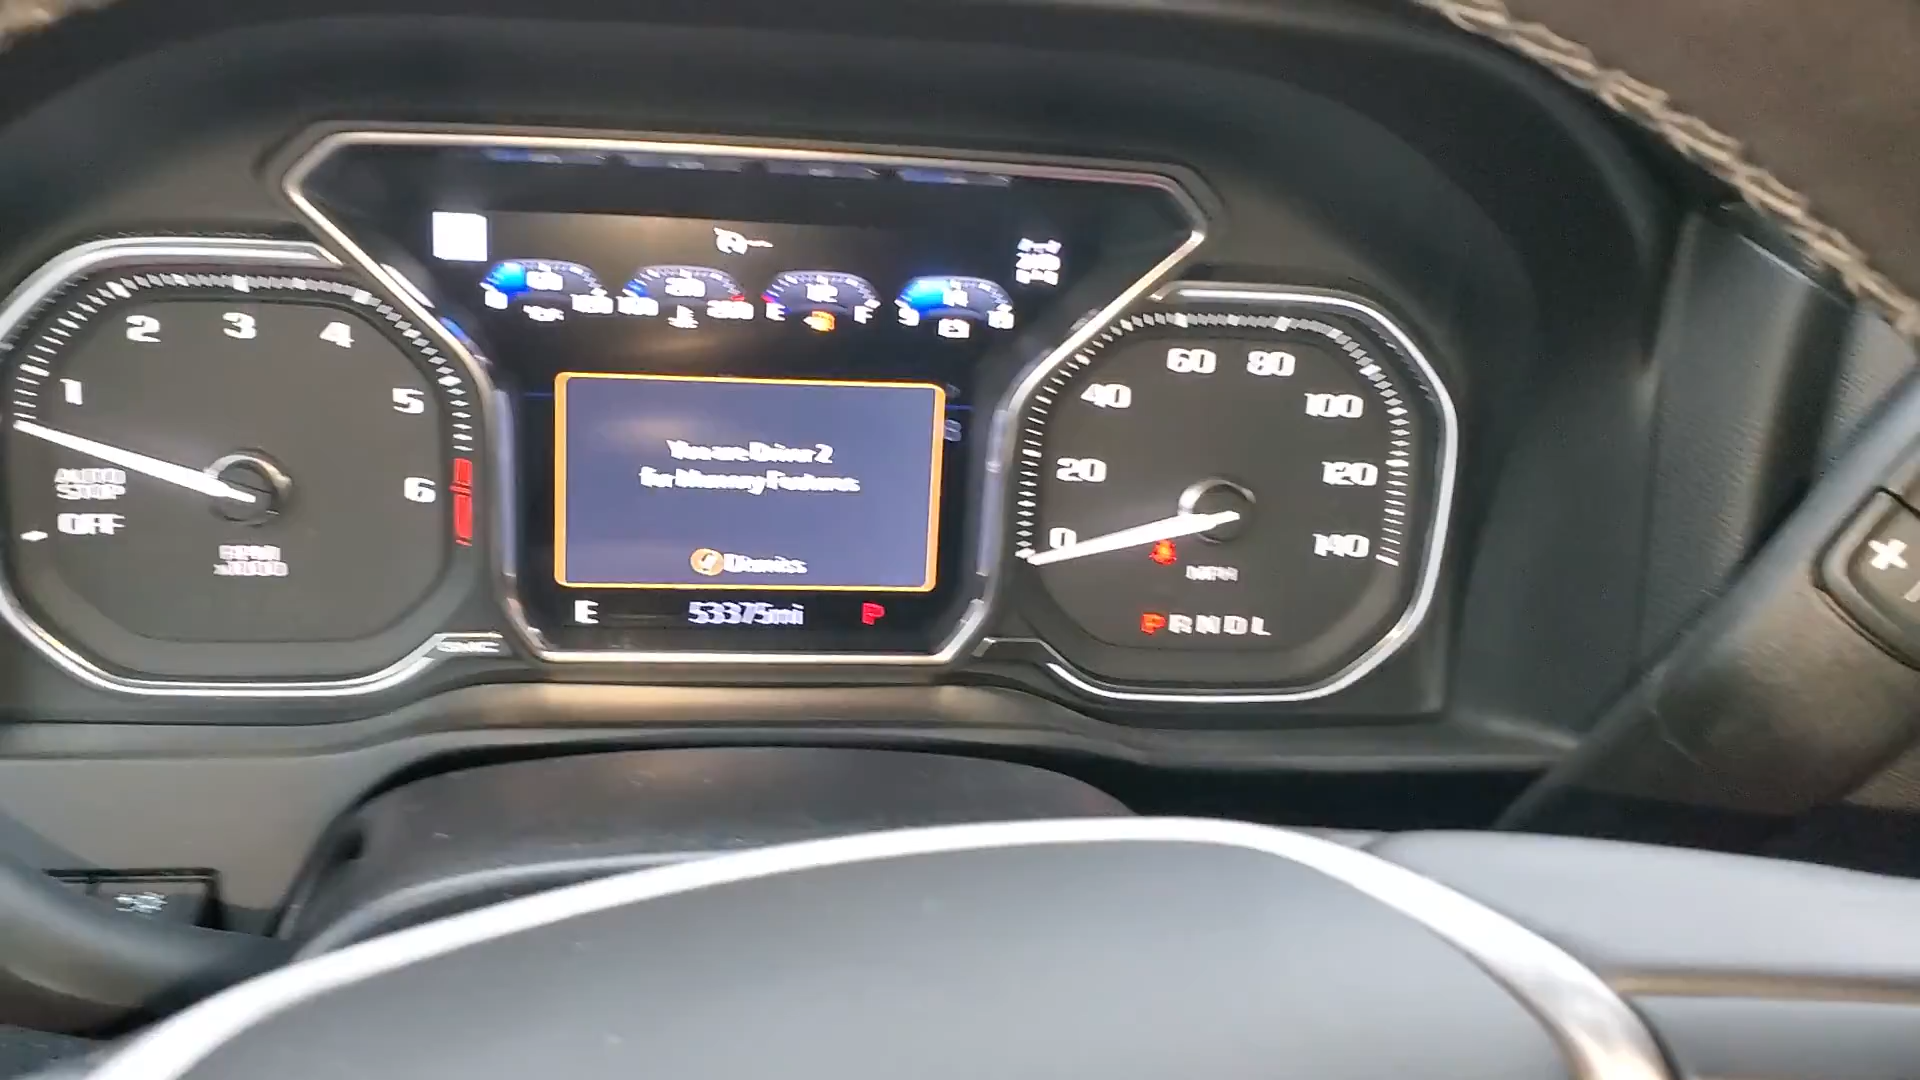 1
2
3
4
5
6
AUTO
STOP
OFF
RPM
x1000
E
F
You are Driver 2
for Memory Features
Dismiss
E
53375mi
P
GMC
0
20
40
60
80
100
120
140
MPH
PRNDL